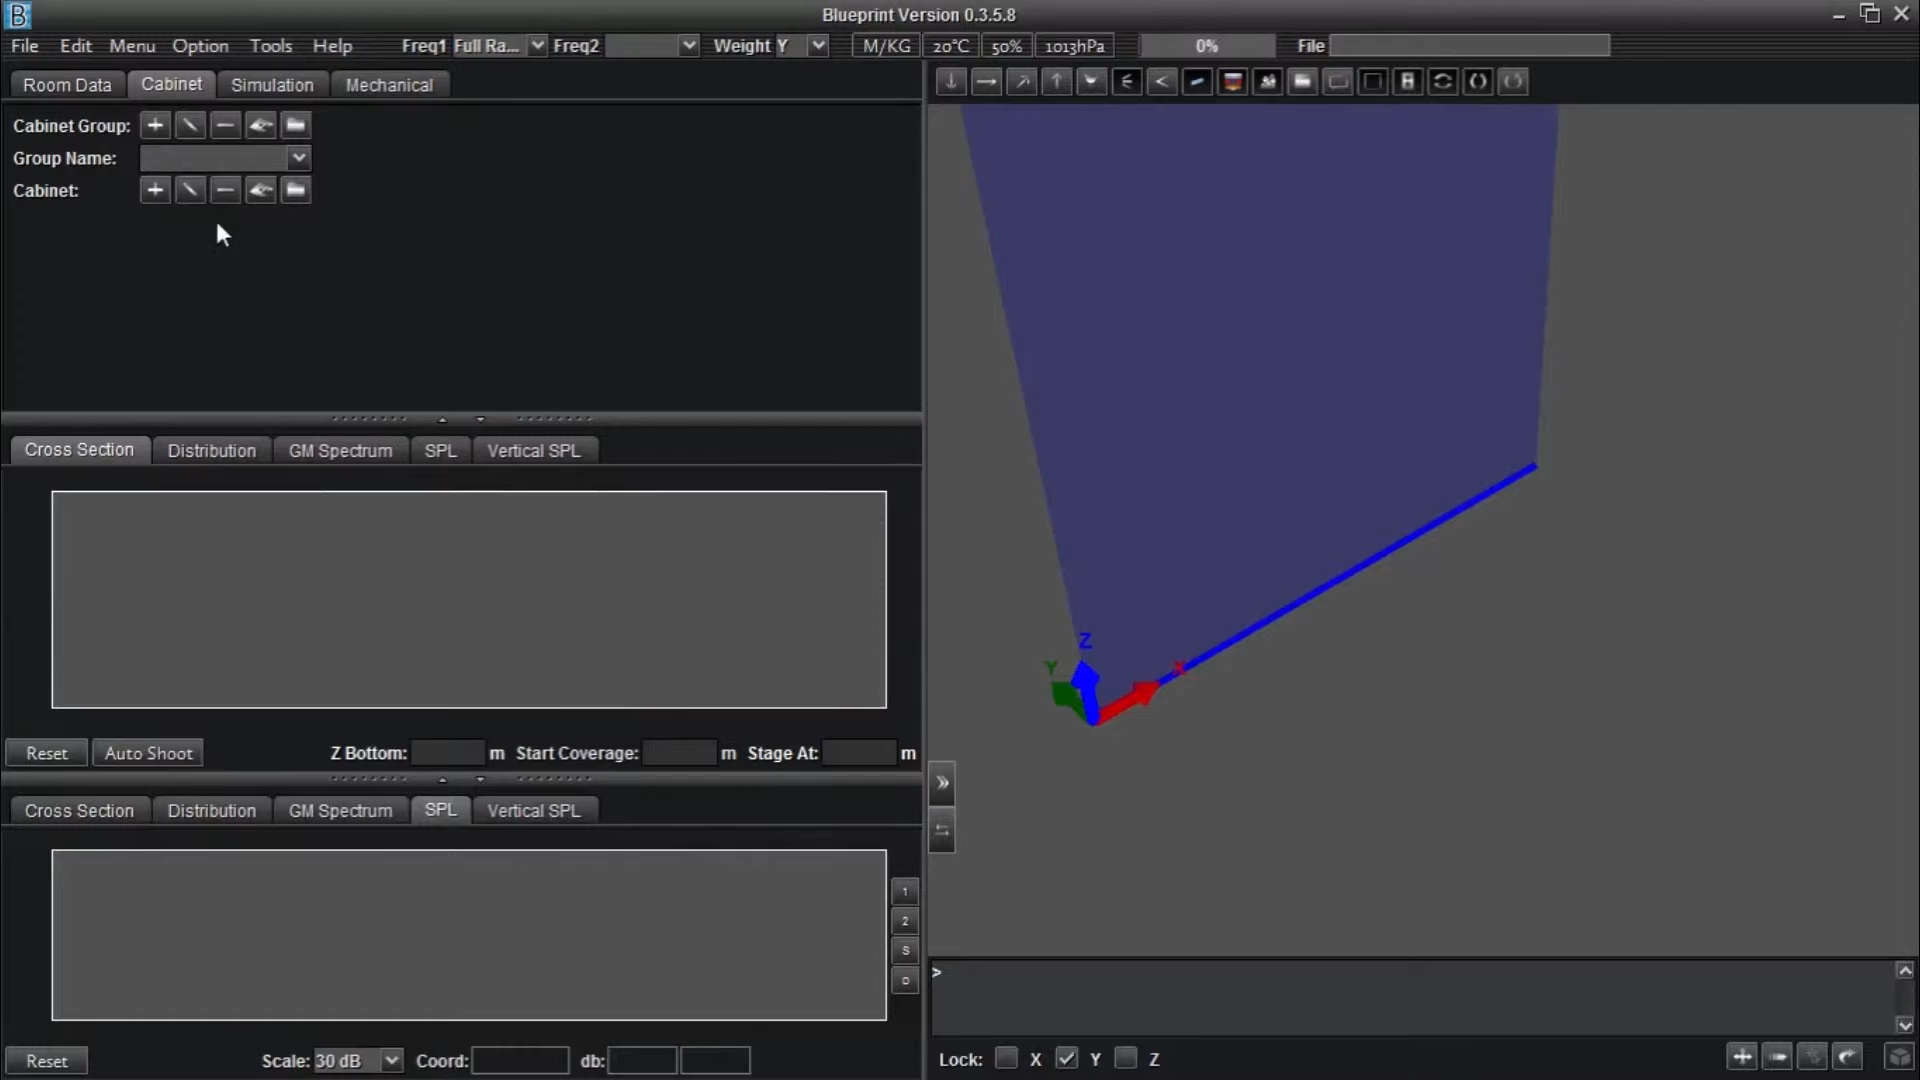 B Blueprint Version 0.3.5.8
File Edit Menu Option Tools Help Freq1 Full Ra... Freq2 Weight Y M/KG 20°C 50% 1013hPa 0% File
Room Data Cabinet Simulation Mechanical
Cabinet Group:
Group Name:
Cabinet:
Cross Section Distribution GM Spectrum SPL Vertical SPL
Reset Auto Shoot Z Bottom: m Start Coverage: m Stage At: m
Cross Section Distribution GM Spectrum SPL Vertical SPL
1
2
S
D
Reset Scale: 30 dB Coord: db:
Z
Y X
>
Lock: X Y Z